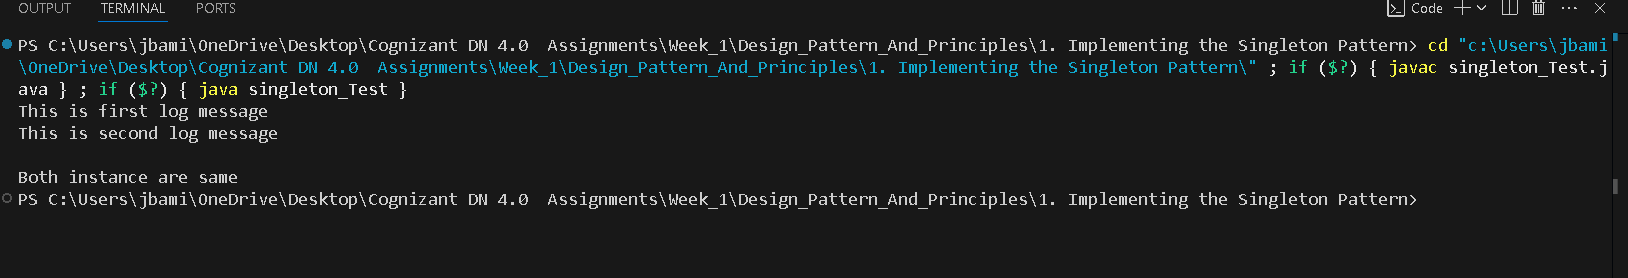 OUTPUT TERMINAL PORTS Code
PS C:\Users\jbami\OneDrive\Desktop\Cognizant DN 4.0  Assignments\Week_1\Design_Pattern_And_Principles\1. Implementing the Singleton Pattern> cd "c:\Users\jbami
\OneDrive\Desktop\Cognizant DN 4.0  Assignments\Week_1\Design_Pattern_And_Principles\1. Implementing the Singleton Pattern\" ; if ($?) { javac singleton_Test.j
ava } ; if ($?) { java singleton_Test }
This is first log message
This is second log message
Both instance are same
PS C:\Users\jbami\OneDrive\Desktop\Cognizant DN 4.0  Assignments\Week_1\Design_Pattern_And_Principles\1. Implementing the Singleton Pattern>